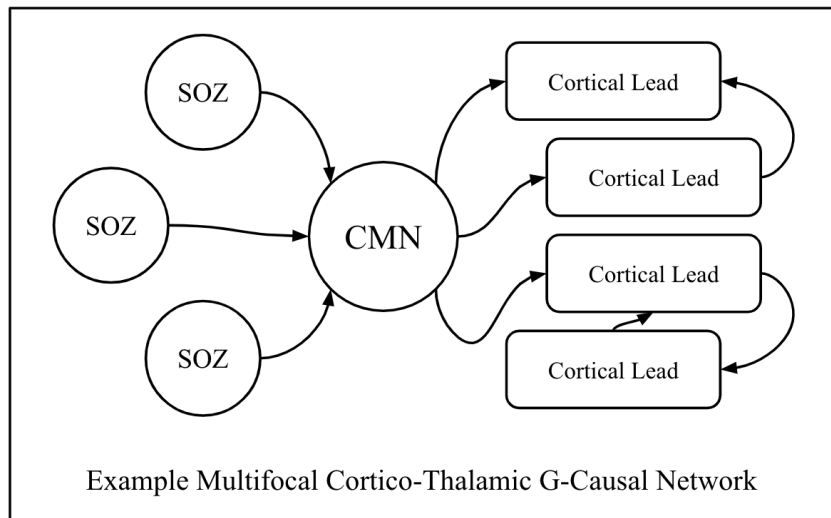 SOZ
SOZ
SOZ
CMN
Cortical Lead
Cortical Lead
Cortical Lead
Cortical Lead
Example Multifocal Cortico-Thalamic G-Causal Network